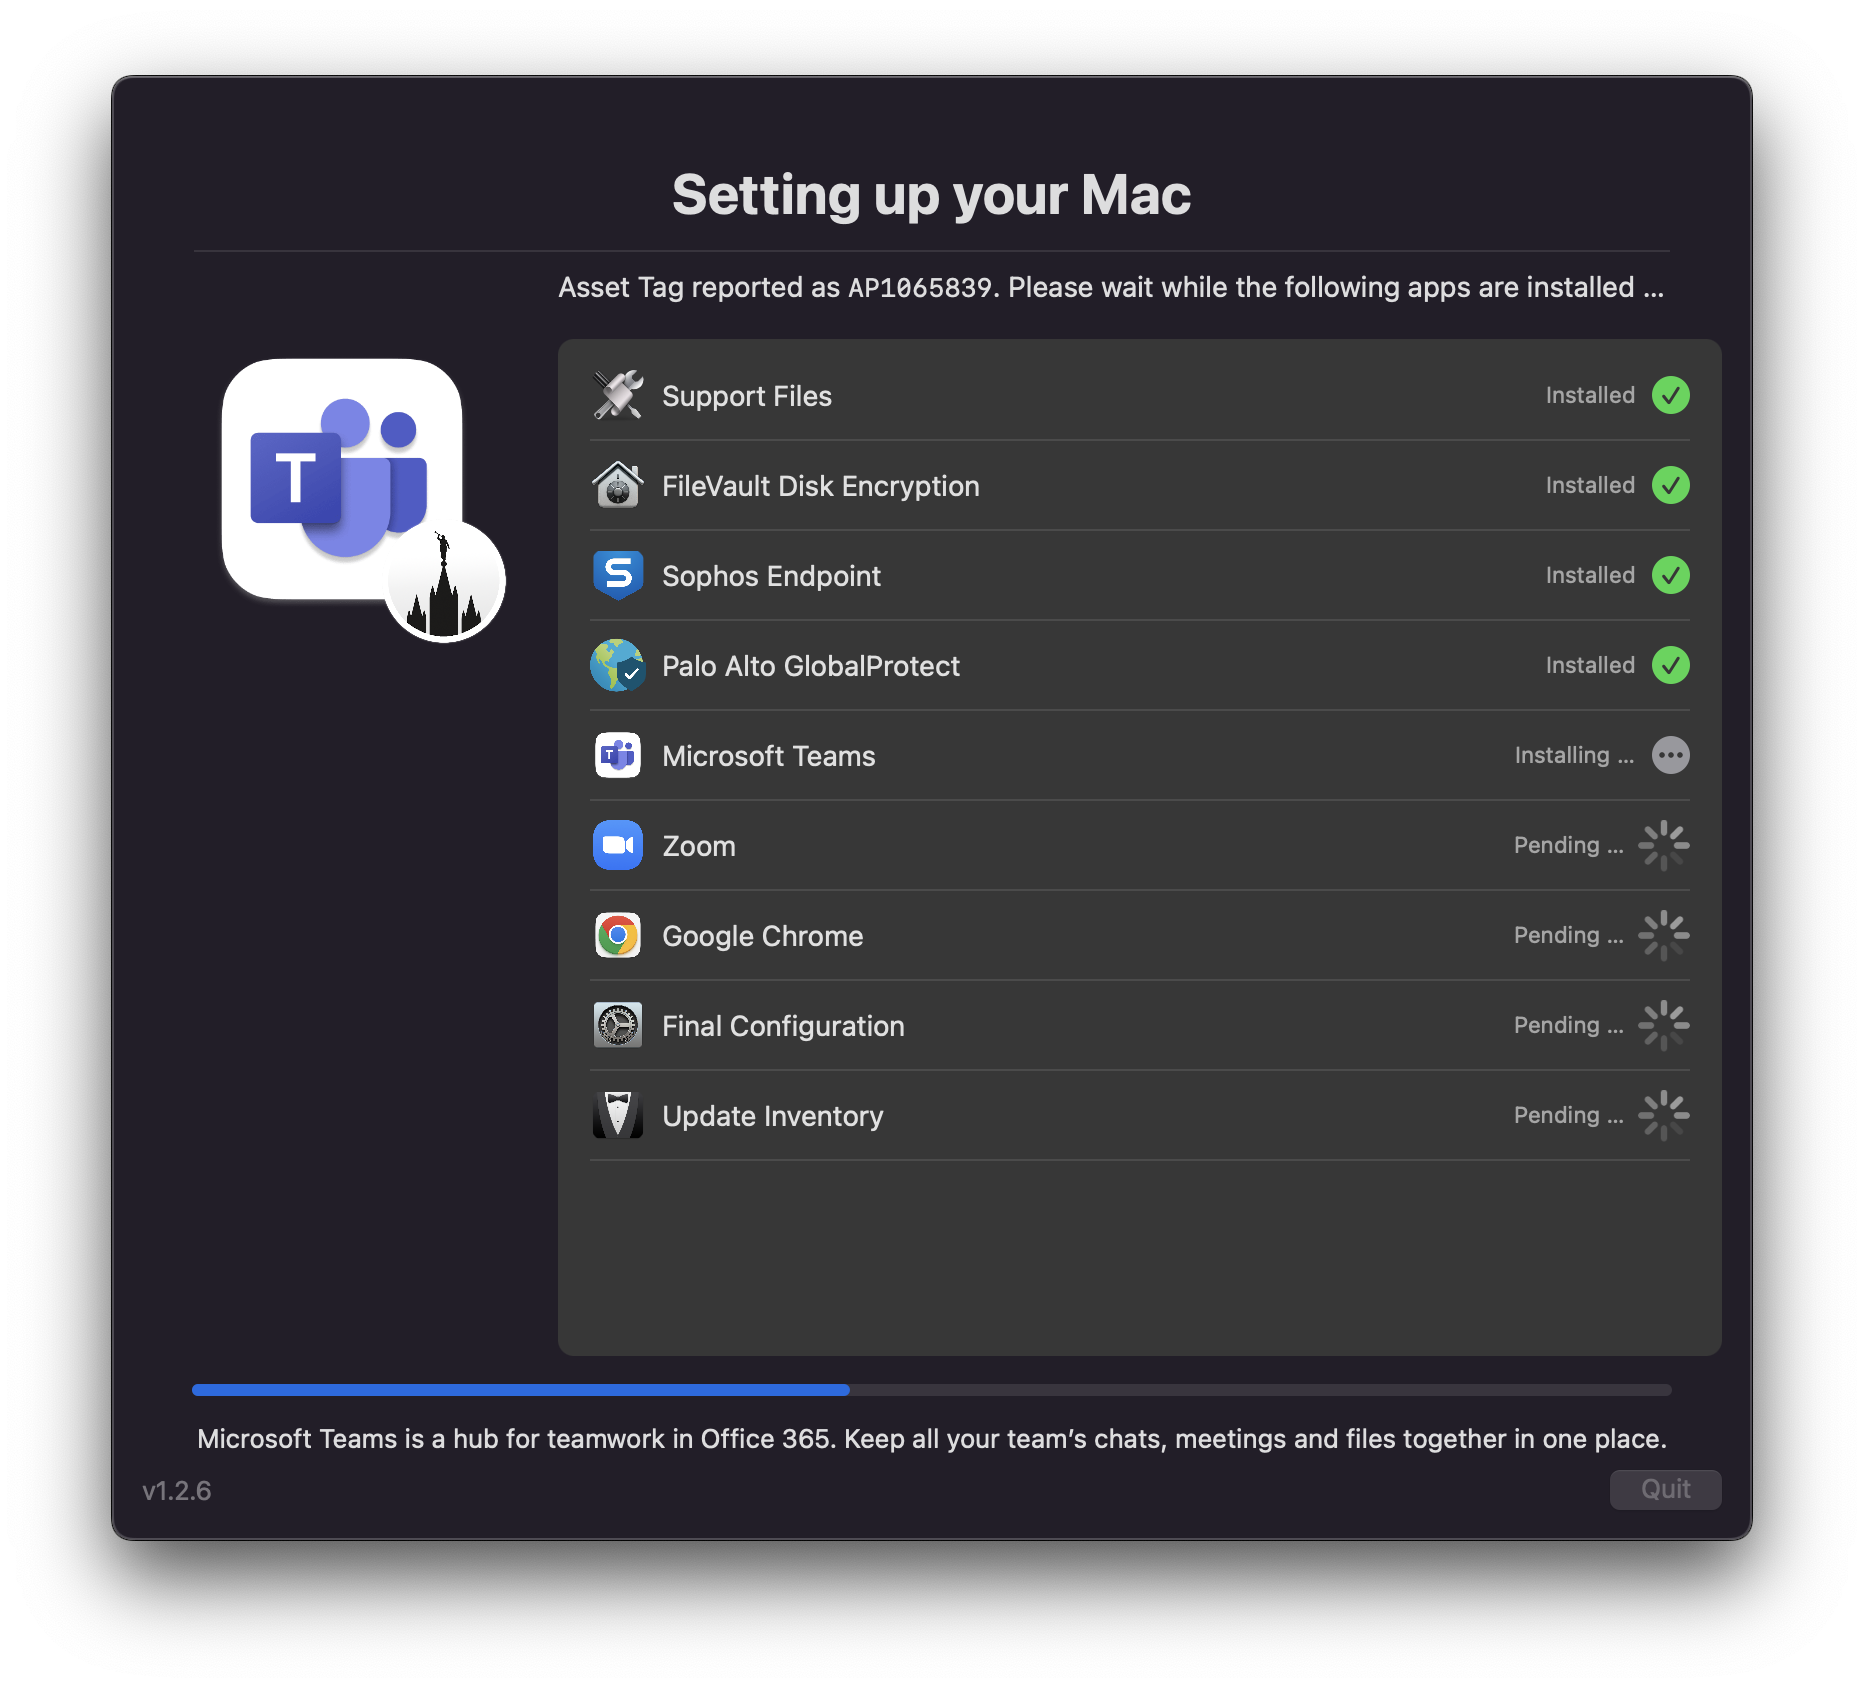 Setting up your Mac
Asset Tag reported as AP1065839. Please wait while the following apps are installed ...
T
Support Files Installed
FileVault Disk Encryption Installed
S Sophos Endpoint Installed
Palo Alto GlobalProtect Installed
T Microsoft Teams Installing ...
Zoom Pending ...
Google Chrome Pending ...
Final Configuration Pending ...
Update Inventory Pending ...
Microsoft Teams is a hub for teamwork in Office 365. Keep all your team’s chats, meetings and files together in one place.
v1.2.6 Quit